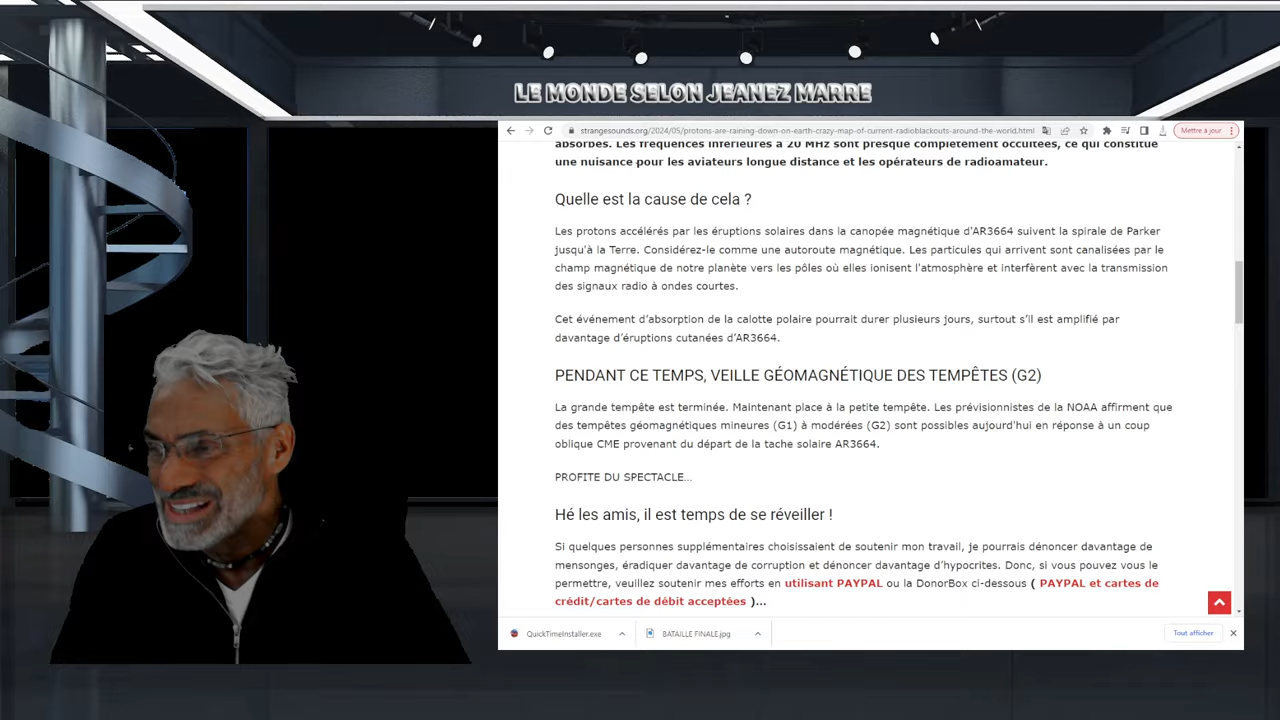 LE MONDE SELON JEANEZ MARRE
strangesounds.org/2024/05/protons-are-raining-down-on-earth-crazy-map-of-current-radioblackouts-around-the-world.html
Mettre à jour
absorbés. Les fréquences inférieures à 20 MHz sont presque complètement occultées, ce qui constitue
une nuisance pour les aviateurs longue distance et les opérateurs de radioamateur.
Quelle est la cause de cela ?
Les protons accélérés par les éruptions solaires dans la canopée magnétique d'AR3664 suivent la spirale de Parker
jusqu'à la Terre. Considérez-le comme une autoroute magnétique. Les particules qui arrivent sont canalisées par le
champ magnétique de notre planète vers les pôles où elles ionisent l'atmosphère et interfèrent avec la transmission
des signaux radio à ondes courtes.
Cet événement d’absorption de la calotte polaire pourrait durer plusieurs jours, surtout s’il est amplifié par
davantage d’éruptions cutanées d’AR3664.
PENDANT CE TEMPS, VEILLE GÉOMAGNÉTIQUE DES TEMPÊTES (G2)
La grande tempête est terminée. Maintenant place à la petite tempête. Les prévisionnistes de la NOAA affirment que
des tempêtes géomagnétiques mineures (G1) à modérées (G2) sont possibles aujourd'hui en réponse à un coup
oblique CME provenant du départ de la tache solaire AR3664.
PROFITE DU SPECTACLE…
Hé les amis, il est temps de se réveiller !
Si quelques personnes supplémentaires choisissaient de soutenir mon travail, je pourrais dénoncer davantage de
mensonges, éradiquer davantage de corruption et dénoncer davantage d’hypocrites. Donc, si vous pouvez vous le
permettre, veuillez soutenir mes efforts en utilisant PAYPAL ou la DonorBox ci-dessous ( PAYPAL et cartes de
crédit/cartes de débit acceptées )…
QuickTimeInstaller.exe
BATAILLE FINALE.jpg
Tout afficher